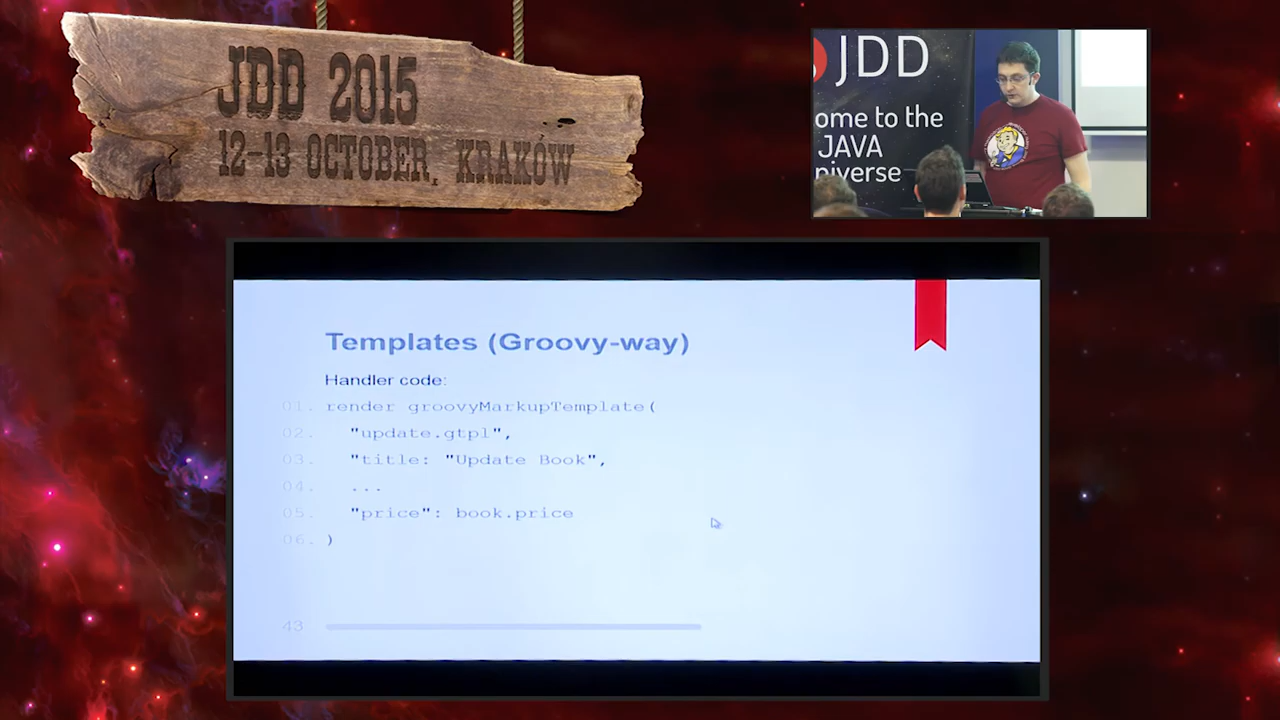 JDD 2015
12-13 OCTOBER, KRAKÓW
JDD
ome to the
JAVA
niverse
Templates (Groovy-way)
Handler code:
01. render groovyMarkupTemplate(
02. "update.gtpl",
03. "title: "Update Book",
04. ...
05. "price": book.price
06. )
43